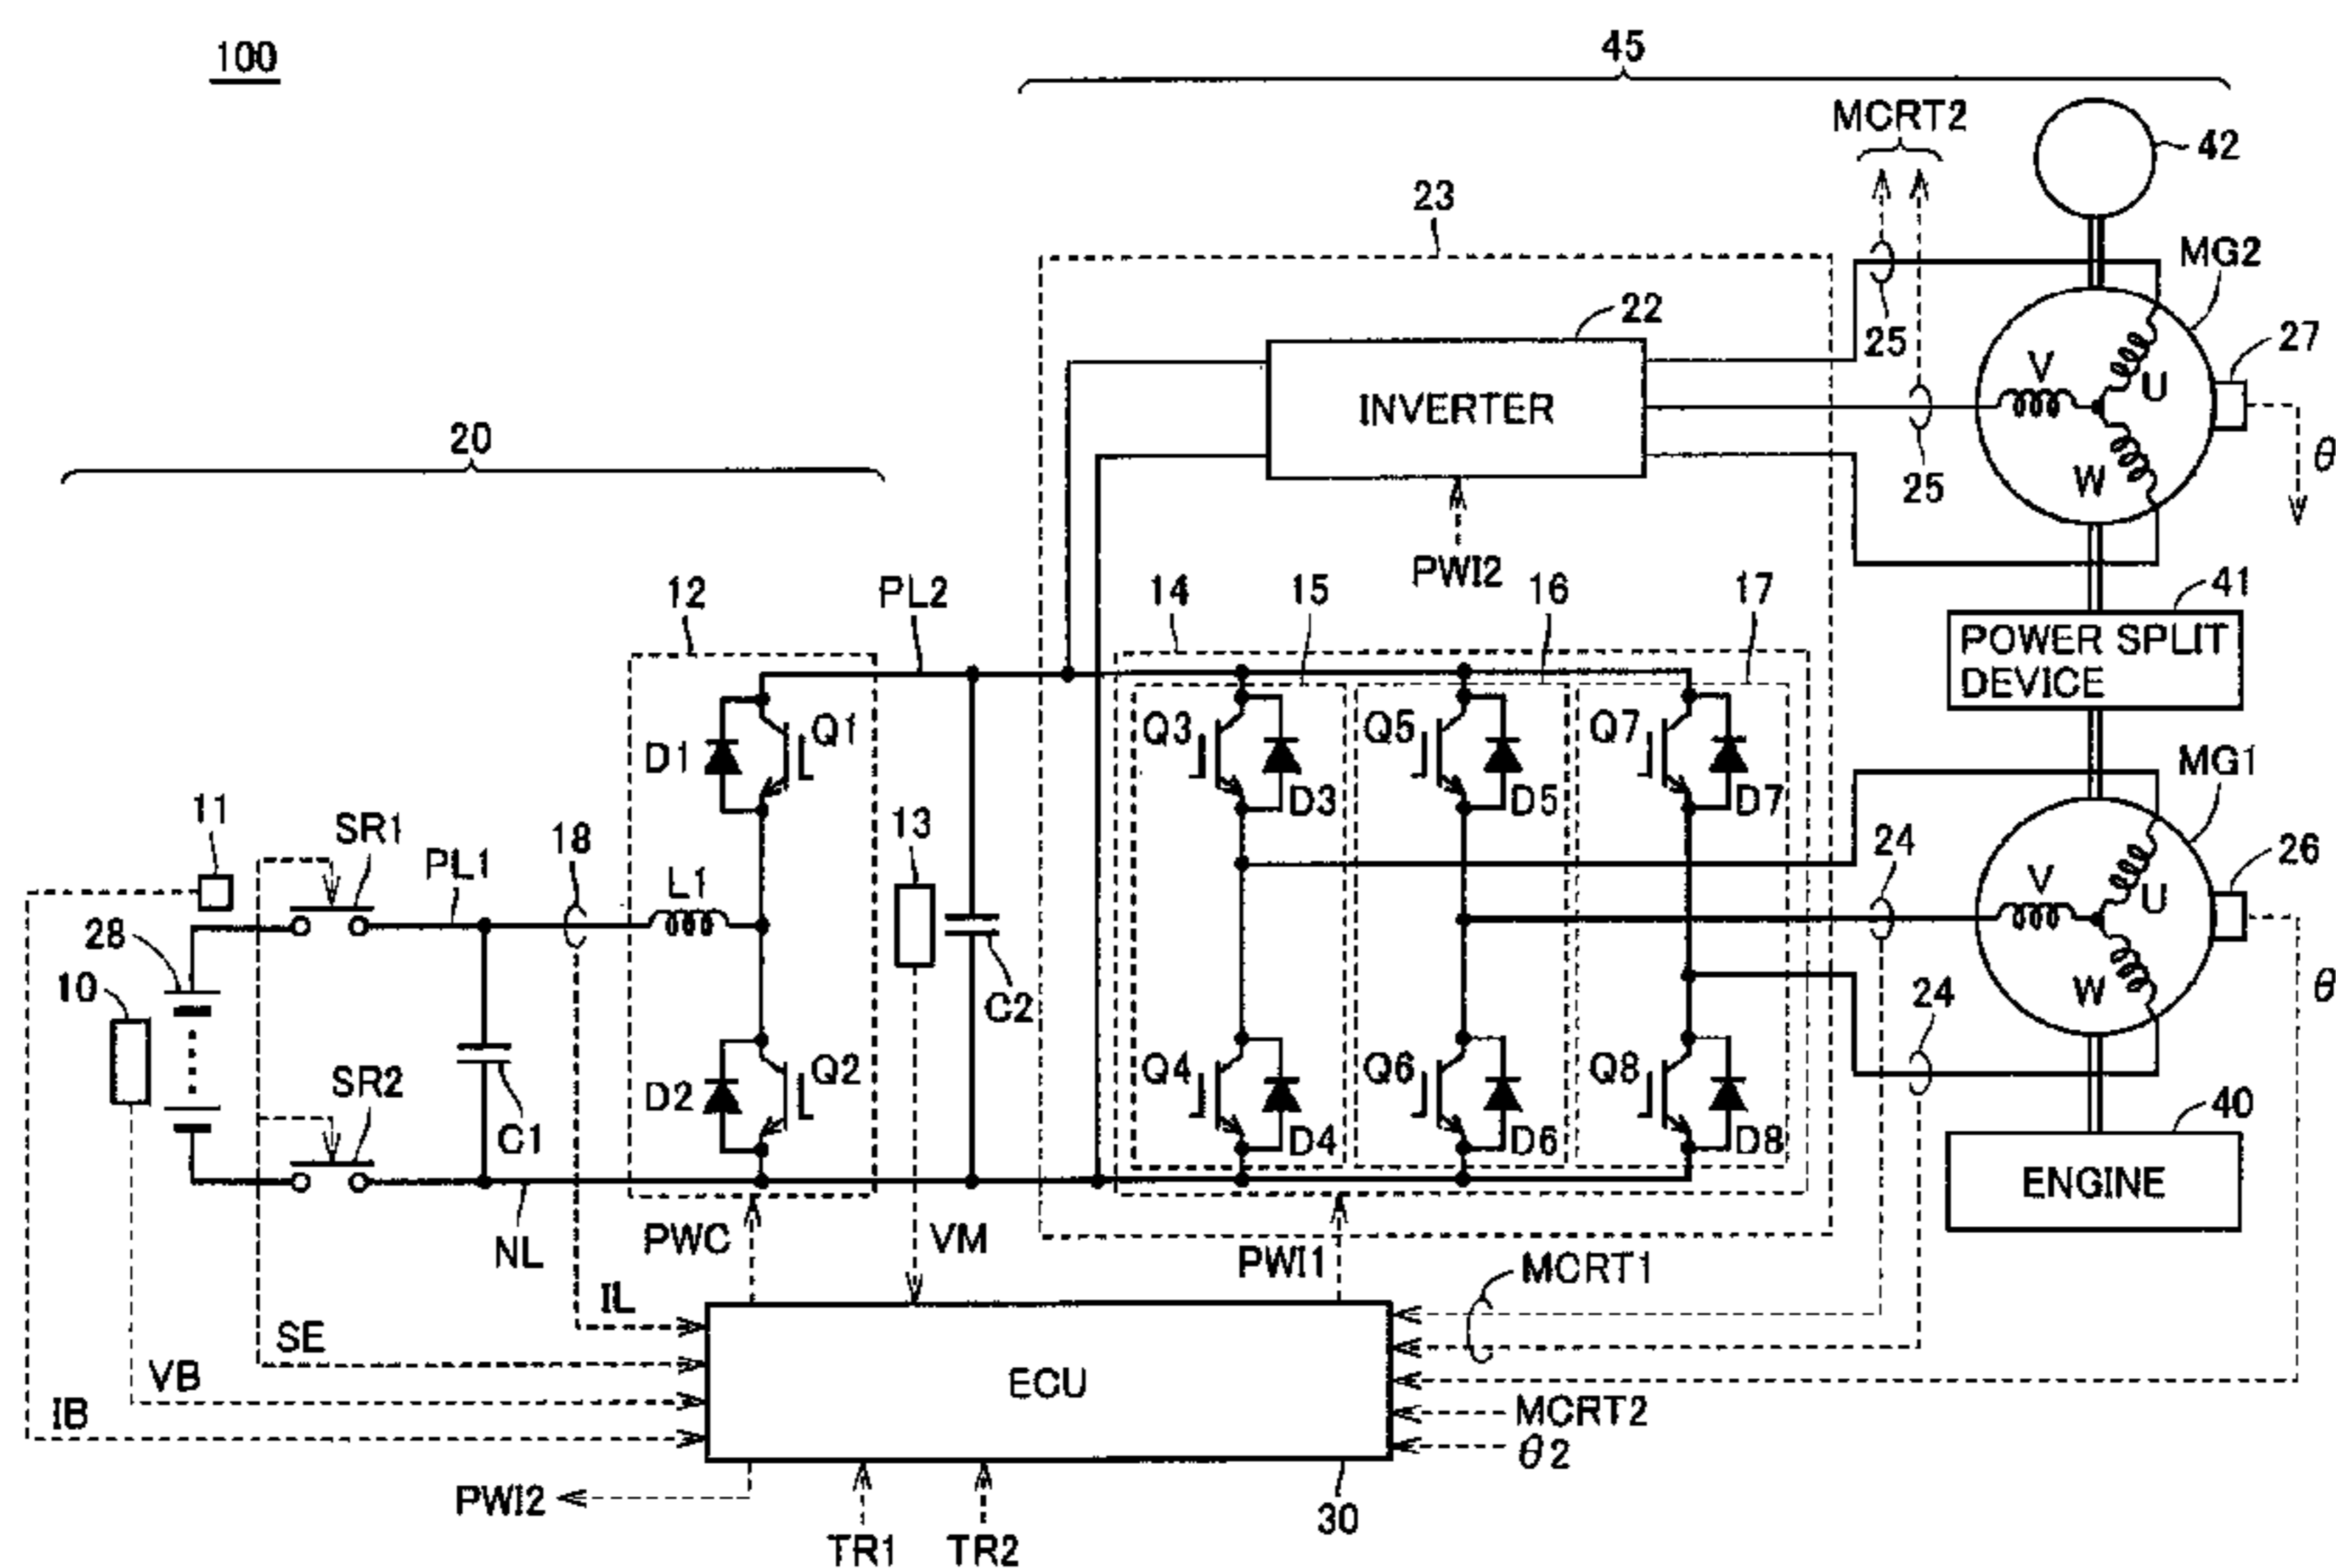 100
45
MCRT2
42
23
MG2
22
25
27
V
U
INVERTER
W
θ
25
20
PWI2
41
12
PL2
14
15
16
17
POWER SPLIT
DEVICE
Q1
D1
Q3
Q5
Q7
MG1
D3
D5
D7
11
SR1
18
13
24
26
PL1
L1
V
U
28
10
C2
W
θ
24
SR2
Q2
D2
Q4
Q6
Q8
C1
D4
D6
D8
40
ENGINE
NL
PWC
VM
PWI1
MCRT1
IL
SE
VB
IB
ECU
MCRT2
θ2
PWI2
TR1
TR2
30